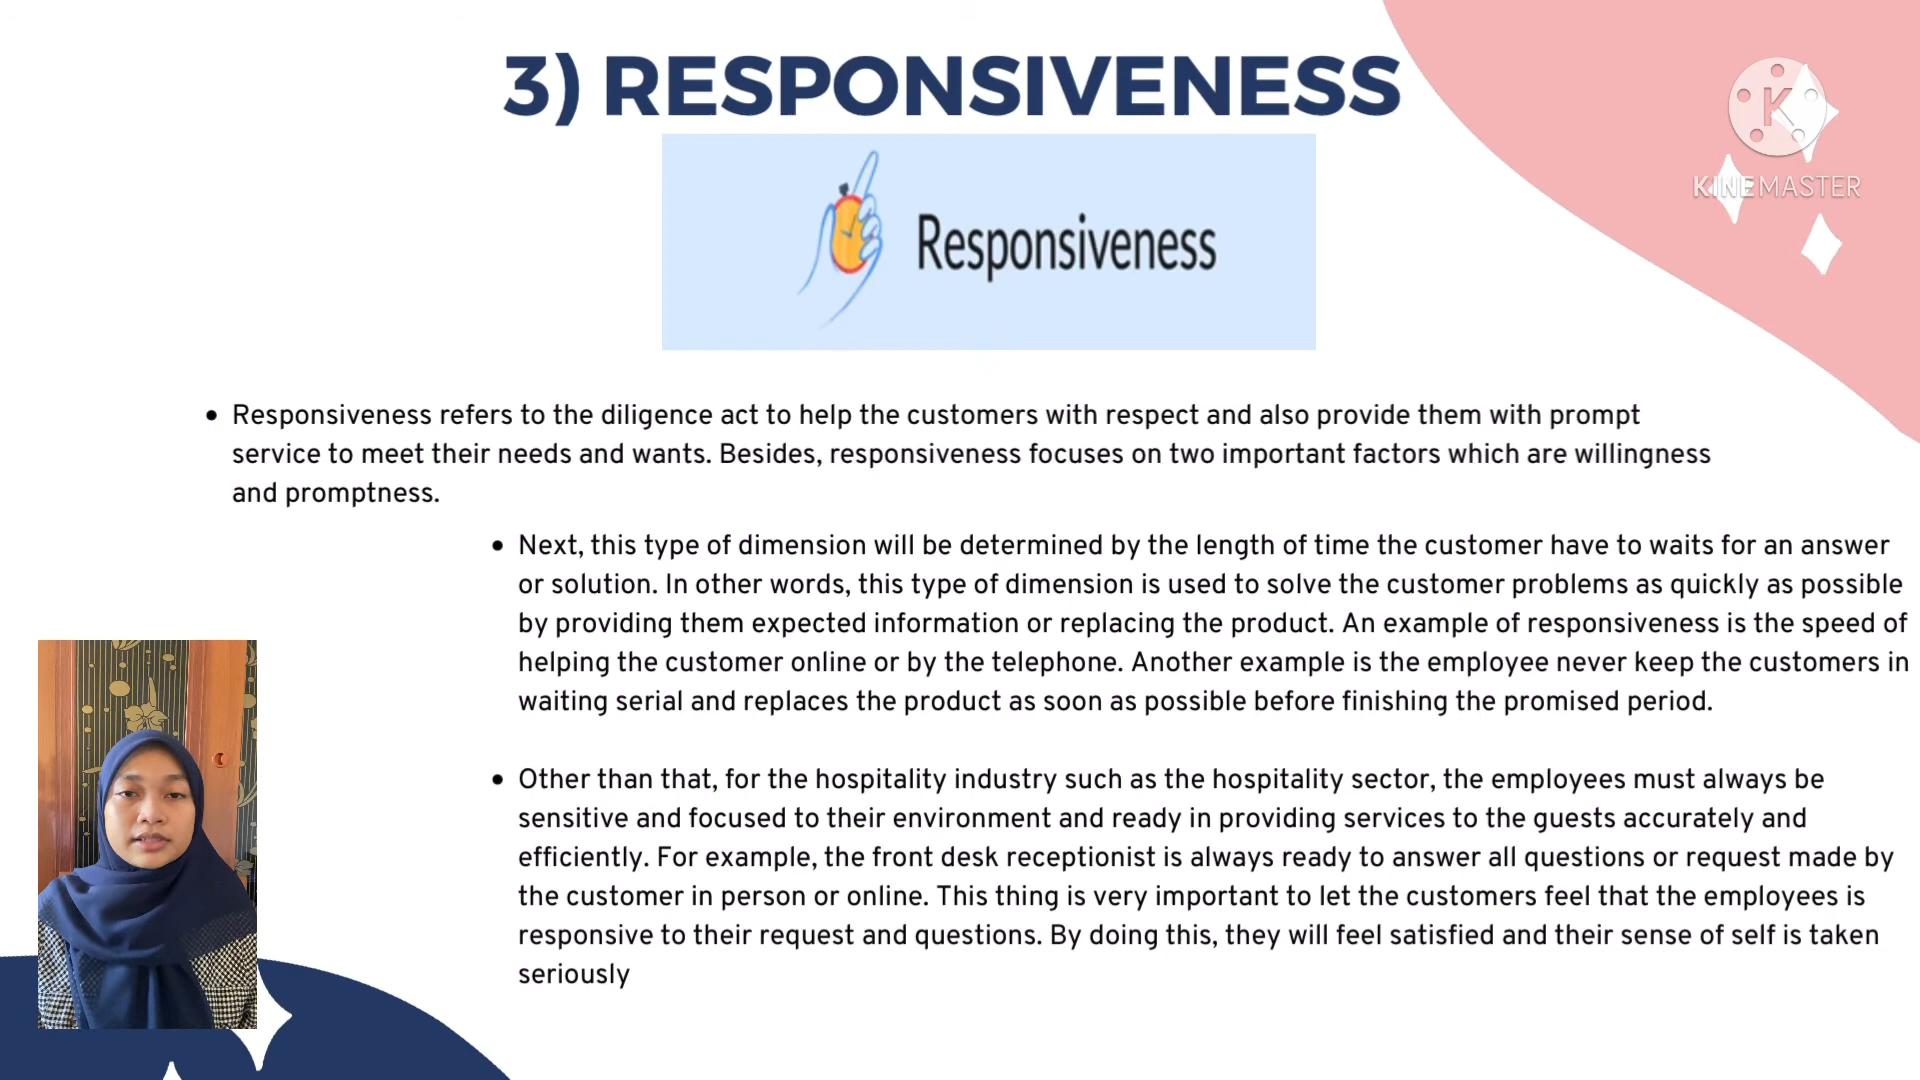 3) RESPONSIVENESS
K
KINEMASTER
Responsiveness
• Responsiveness refers to the diligence act to help the customers with respect and also provide them with prompt
service to meet their needs and wants. Besides, responsiveness focuses on two important factors which are willingness
and promptness.
• Next, this type of dimension will be determined by the length of time the customer have to waits for an answer
or solution. In other words, this type of dimension is used to solve the customer problems as quickly as possible
by providing them expected information or replacing the product. An example of responsiveness is the speed of
helping the customer online or by the telephone. Another example is the employee never keep the customers in
waiting serial and replaces the product as soon as possible before finishing the promised period.
• Other than that, for the hospitality industry such as the hospitality sector, the employees must always be
sensitive and focused to their environment and ready in providing services to the guests accurately and
efficiently. For example, the front desk receptionist is always ready to answer all questions or request made by
the customer in person or online. This thing is very important to let the customers feel that the employees is
responsive to their request and questions. By doing this, they will feel satisfied and their sense of self is taken
seriously